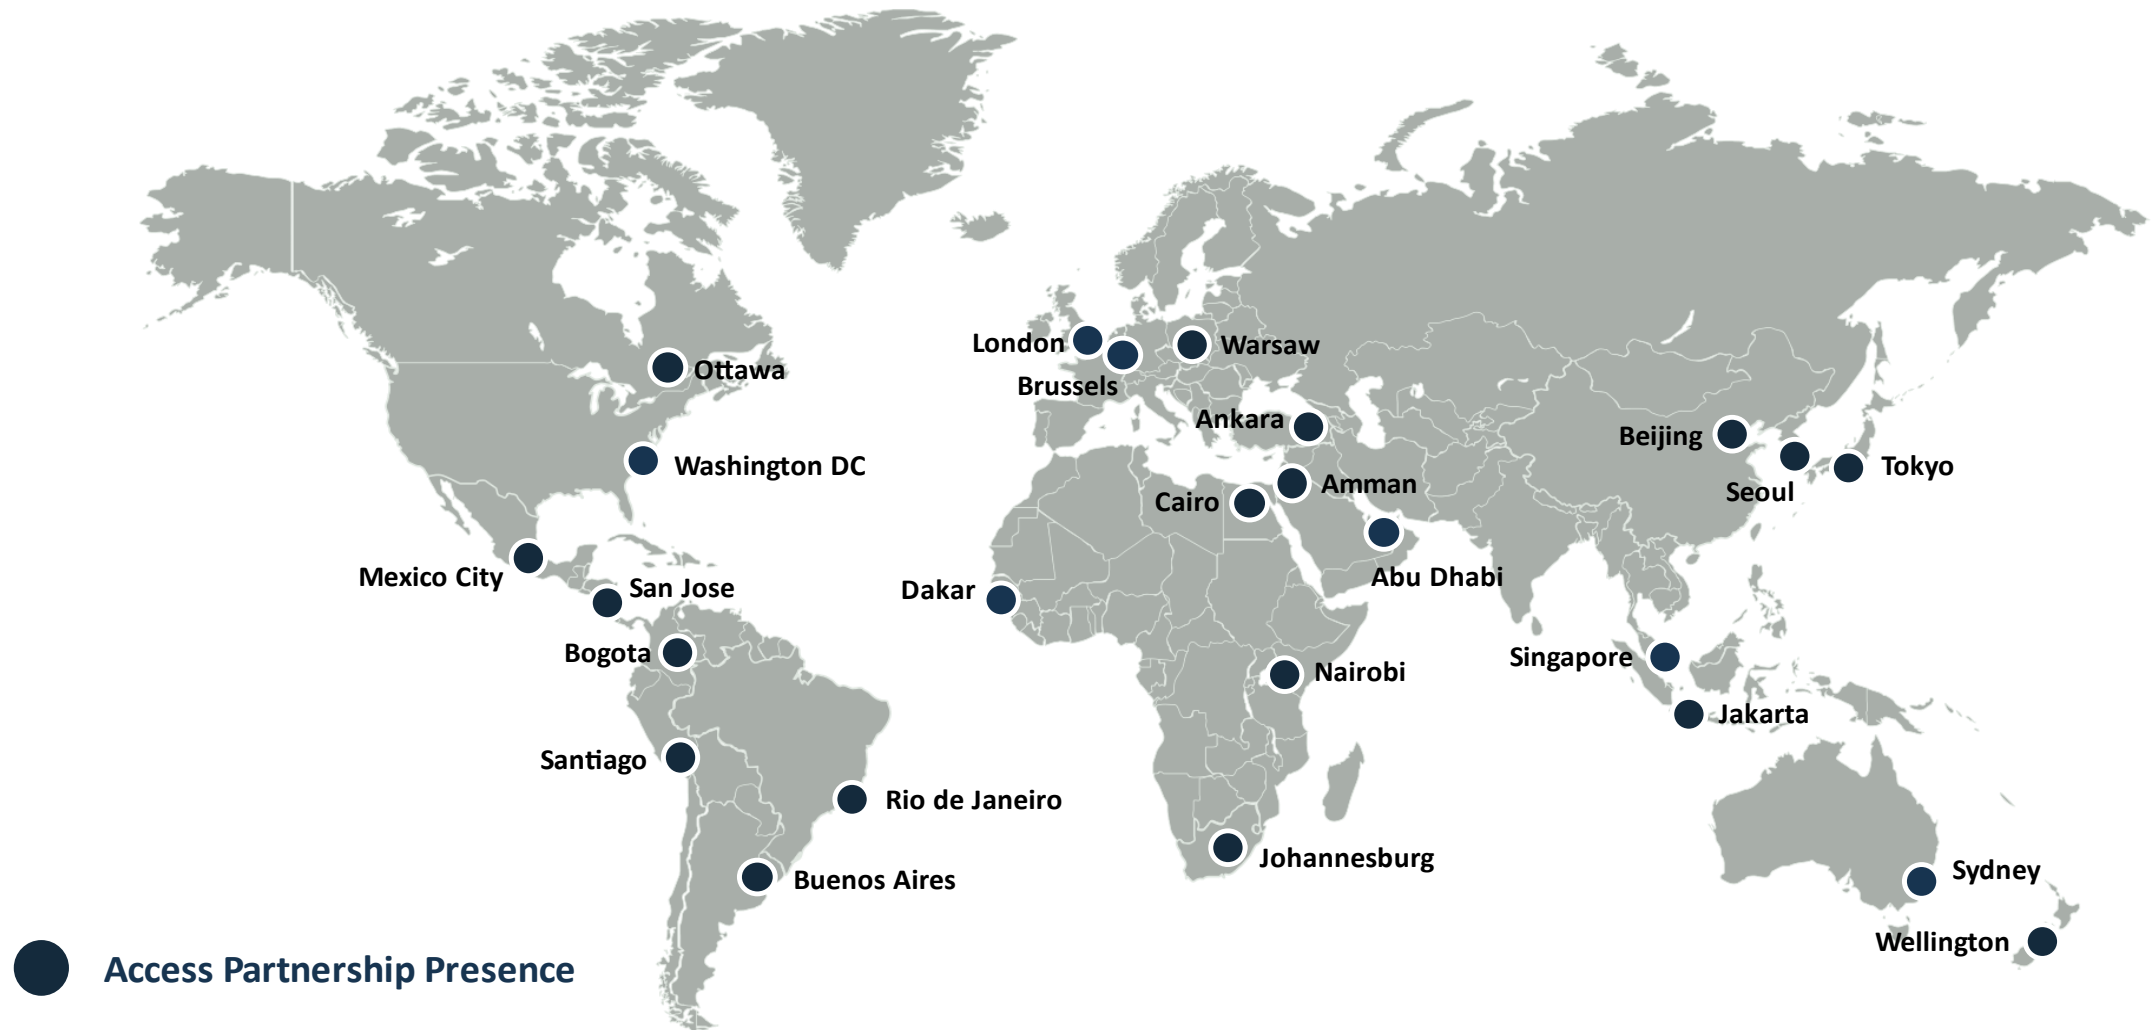 London
Warsaw
Brussels
Ottawa
Ankara
Beijing
Washington DC
Tokyo
Amman
Seoul
Cairo
Mexico City
Abu Dhabi
San Jose
Dakar
Bogota
Singapore
Nairobi
Jakarta
Santiago
Rio de Janeiro
Johannesburg
Sydney
Buenos Aires
Wellington
Access Partnership Presence